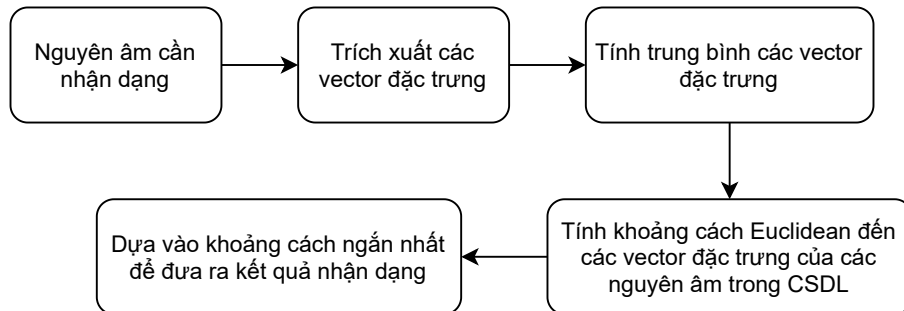 Nguyên âm cần
nhận dạng
Trích xuất các
vector đặc trưng
Tính trung bình các vector
đặc trưng
Tính khoảng cách Euclidean đến
các vector đặc trưng của các
nguyên âm trong CSDL
Dựa vào khoảng cách ngắn nhất
để đưa ra kết quả nhận dạng